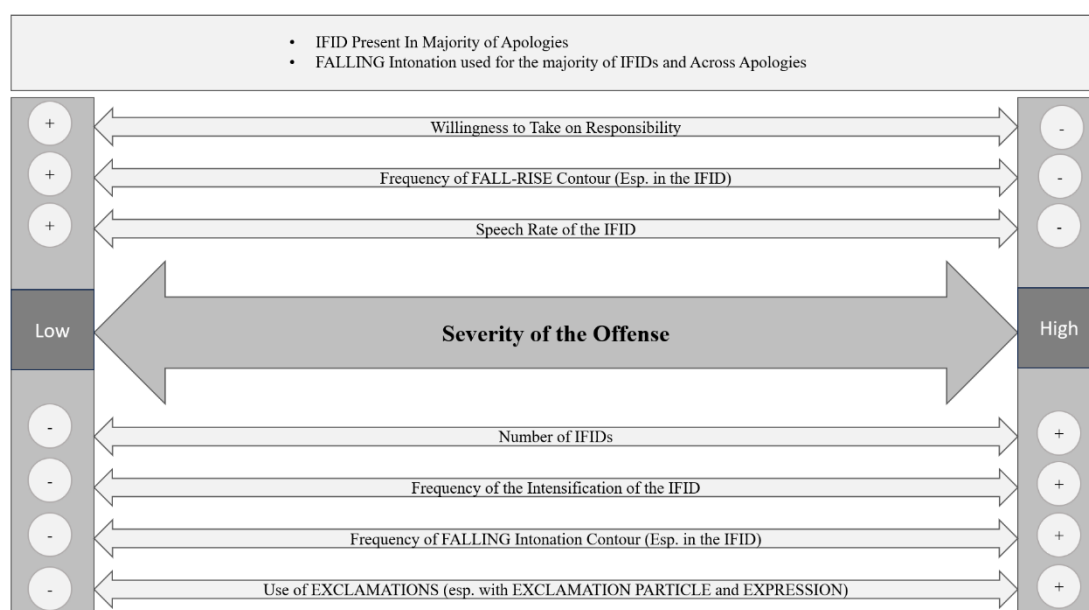 • IFID Present In Majority of Apologies
• FALLING Intonation used for the majority of IFIDs and Across Apologies
+ Willingness to Take on Responsibility -
+ Frequency of FALL-RISE Contour (Esp. in the IFID) -
+ Speech Rate of the IFID -
Low Severity of the Offense High
- Number of IFIDs +
- Frequency of the Intensification of the IFID +
- Frequency of FALLING Intonation Contour (Esp. in the IFID) +
- Use of EXCLAMATIONS (esp. with EXCLAMATION PARTICLE and EXPRESSION) +